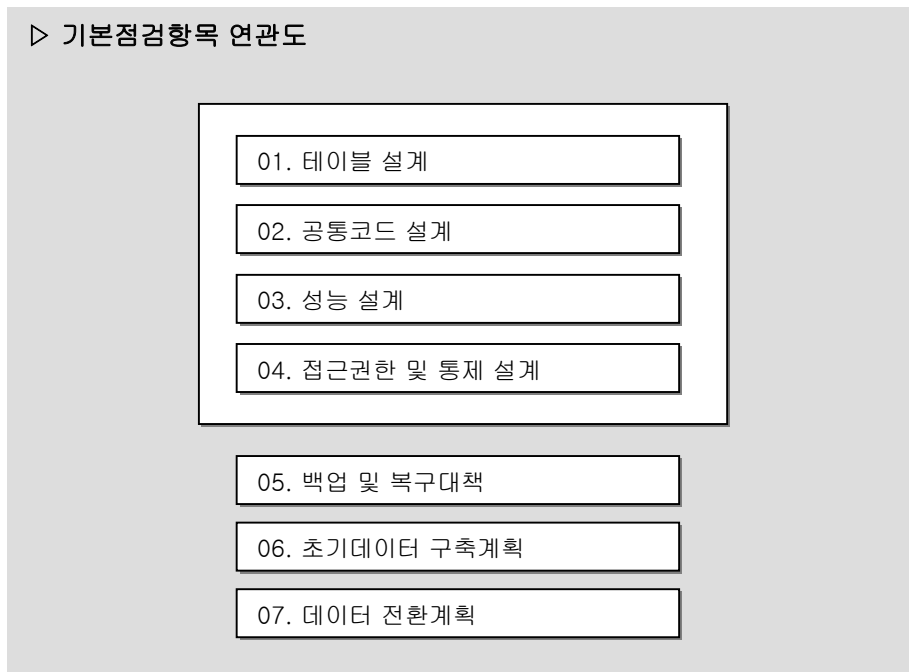 ▷ 기본점검항목 연관도
01. 테이블 설계
02. 공통코드 설계
03. 성능 설계
04. 접근권한 및 통제 설계
05. 백업 및 복구대책
06. 초기데이터 구축계획
07. 데이터 전환계획